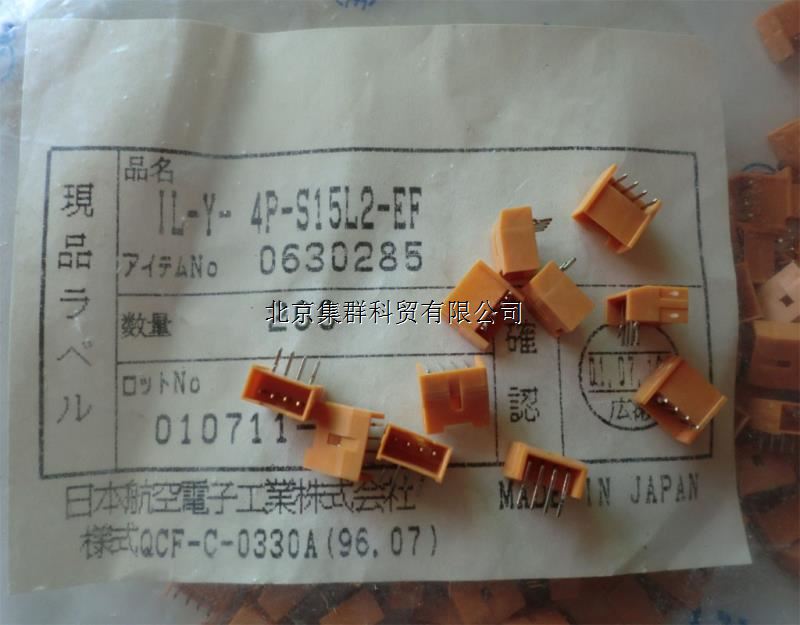 現品ラベル
品名
IL-Y- 4P-S15L2-EF
アイテムNo 0630285
数量
北京集群科贸有限公司
確認
ロットNo
010711-
01.07.1
日本航空電子工業株式会社
MADE IN JAPAN
様式QCF-C-0330A(96.07)